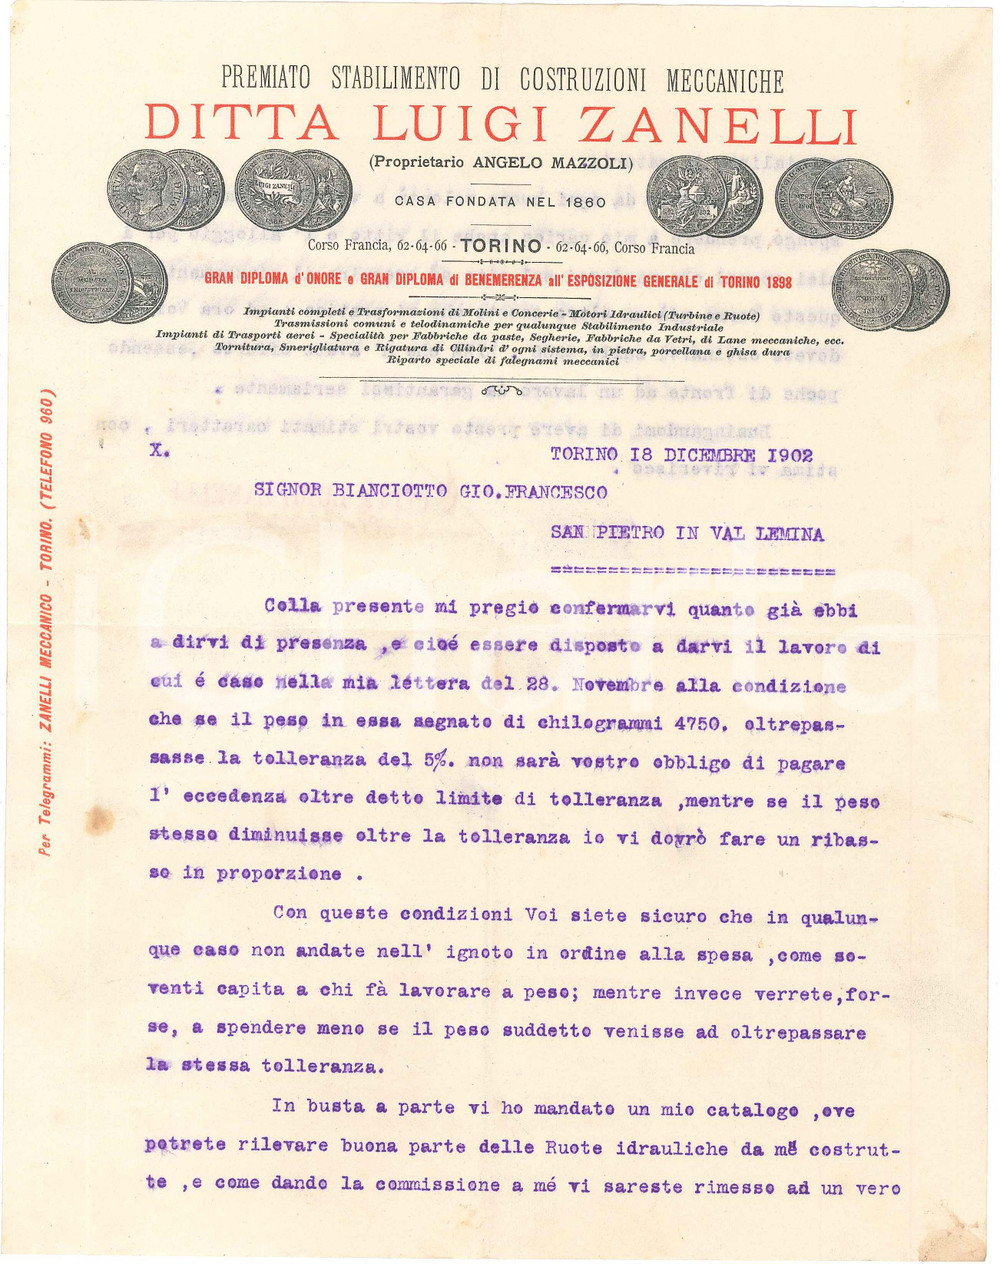 PREMIATO STABILIMENTO DI COSTRUZIONI MECCANICHE
DITTA LUIGI ZANELLI
(Proprietario ANGELO MAZZOLI)
CASA FONDATA NEL 1860
Corso Francia, 62-64-66 - TORINO - 62-64-66, Corso Francia
GRAN DIPLOMA d'ONORE e GRAN DIPLOMA di BENEMERENZA all'ESPOSIZIONE GENERALE di TORINO 1898
Impianti completi e Trasformazioni di Molini e Concerie - Motori Idraulici (Turbine e Ruote)
Trasmissioni comuni e telodinamiche per qualunque Stabilimento Industriale
Impianti di Trasporti aerei - Specialità per Fabbriche da paste, Segherie, Fabbriche da Vetri, di Lane meccaniche, ecc.
Tornitura, Smerigliatura e Rigatura di Cilindri d'ogni sistema, in pietra, porcellana e ghisa dura
Riparto speciale di falegnami meccanici
Per Telegrammi: ZANELLI MECCANICO - TORINO. (TELEFONO 960)
X. TORINO 18 DICEMBRE 1902
SIGNOR BIANCIOTTO GIO.FRANCESCO
SAN PIETRO IN VAL LEMINA
===========================
Colla presente mi pregio confermarvi quanto già ebbi
a dirvi di presenza ,e cioé essere disposto a darvi il lavoro di
cui é caso nella mia lettera del 28. Novembre alla condizione
che se il peso in essa segnato di chilogrammi 4750. oltrepas-
sasse la tolleranza del 5%. non sarà vostro obbligo di pagare
l' eccedenza oltre detto limite di tolleranza ,mentre se il peso
stesso diminuisse oltre la tolleranza io vi dovrò fare un ribas-
so in proporzione .
Con queste condizioni Voi siete sicuro che in qualun-
que caso non andate nell' ignoto in ordine alla spesa ,come so-
venti capita a chi fà lavorare a peso; mentre invece verrete,for-
se, a spendere meno se il peso suddetto venisse ad oltrepassare
la stessa tolleranza.
In busta a parte vi ho mandato un mio catalogo ,ove
potrete rilevare buona parte delle Ruote idrauliche da mé costrut-
te ,e come dando la commissione a mé vi sareste rimesso ad un vero